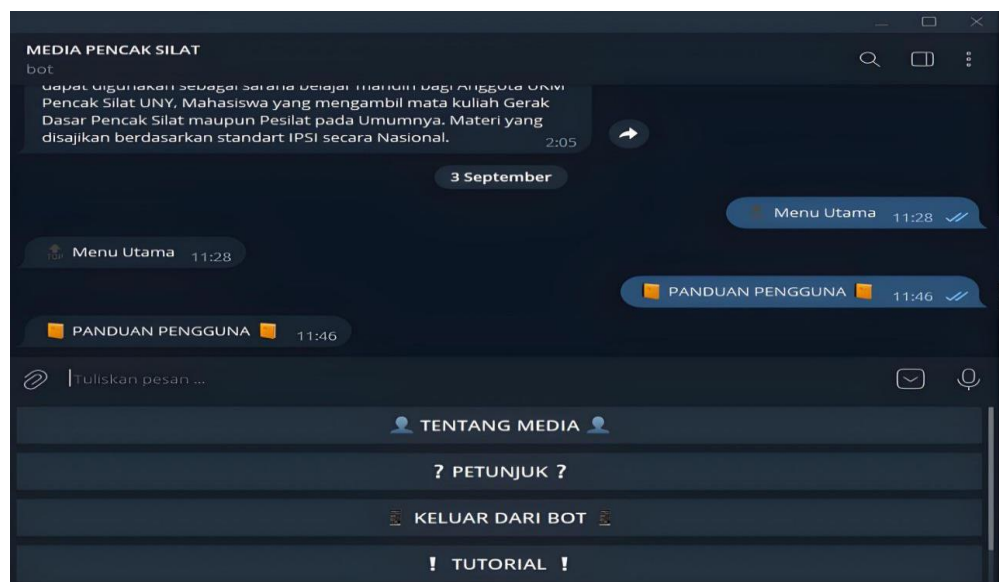 MEDIA PENCAK SILAT
bot
dapat digunakan sebagai sarana belajar mandiri bagi Anggota UKM
Pencak Silat UNY, Mahasiswa yang mengambil mata kuliah Gerak
Dasar Pencak Silat maupun Pesilat pada Umumnya. Materi yang
disajikan berdasarkan standart IPSI secara Nasional.
2:05
3 September
Menu Utama 11:28
TOP Menu Utama 11:28
PANDUAN PENGGUNA 11:46
PANDUAN PENGGUNA 11:46
Tuliskan pesan ...
TENTANG MEDIA
? PETUNJUK ?
KELUAR DARI BOT
! TUTORIAL !